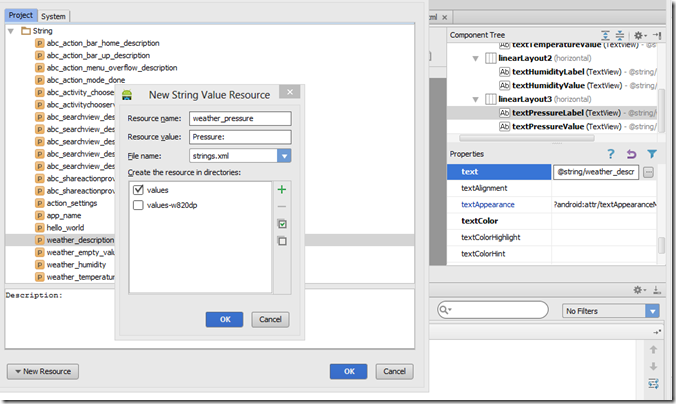 Project System
String
abc_action_bar_home_description
abc_action_bar_up_description
abc_action_menu_overflow_description
abc_action_mode_done
abc_activity_choose
abc_activitychooserv
abc_searchview_des
abc_searchview_des
abc_searchview_des
abc_searchview_des
abc_searchview_des
abc_shareactionprov
abc_shareactionprov
action_settings
app_name
hello_world
weather_description
weather_empty_valu
weather_humidity
weather_temperatur
Description:
New Resource
OK
Cancel
New String Value Resource
Resource name: weather_pressure
Resource value: Pressure:
File name: strings.xml
Create the resource in directories:
values
values-w820dp
OK
Cancel
ml
Component Tree
textTemperatureValue (TextView) - @str
linearLayout2 (horizontal)
textHumidityLabel (TextView) - @string/
textHumidityValue (TextView) - @string/
linearLayout3 (horizontal)
textPressureLabel (TextView) - @string/
textPressureValue (TextView) - @string/
Properties
text @string/weather_descr
textAlignment
textAppearance ?android:attr/textAppearanceM
textColor
textColorHighlight
textColorHint
No Filters